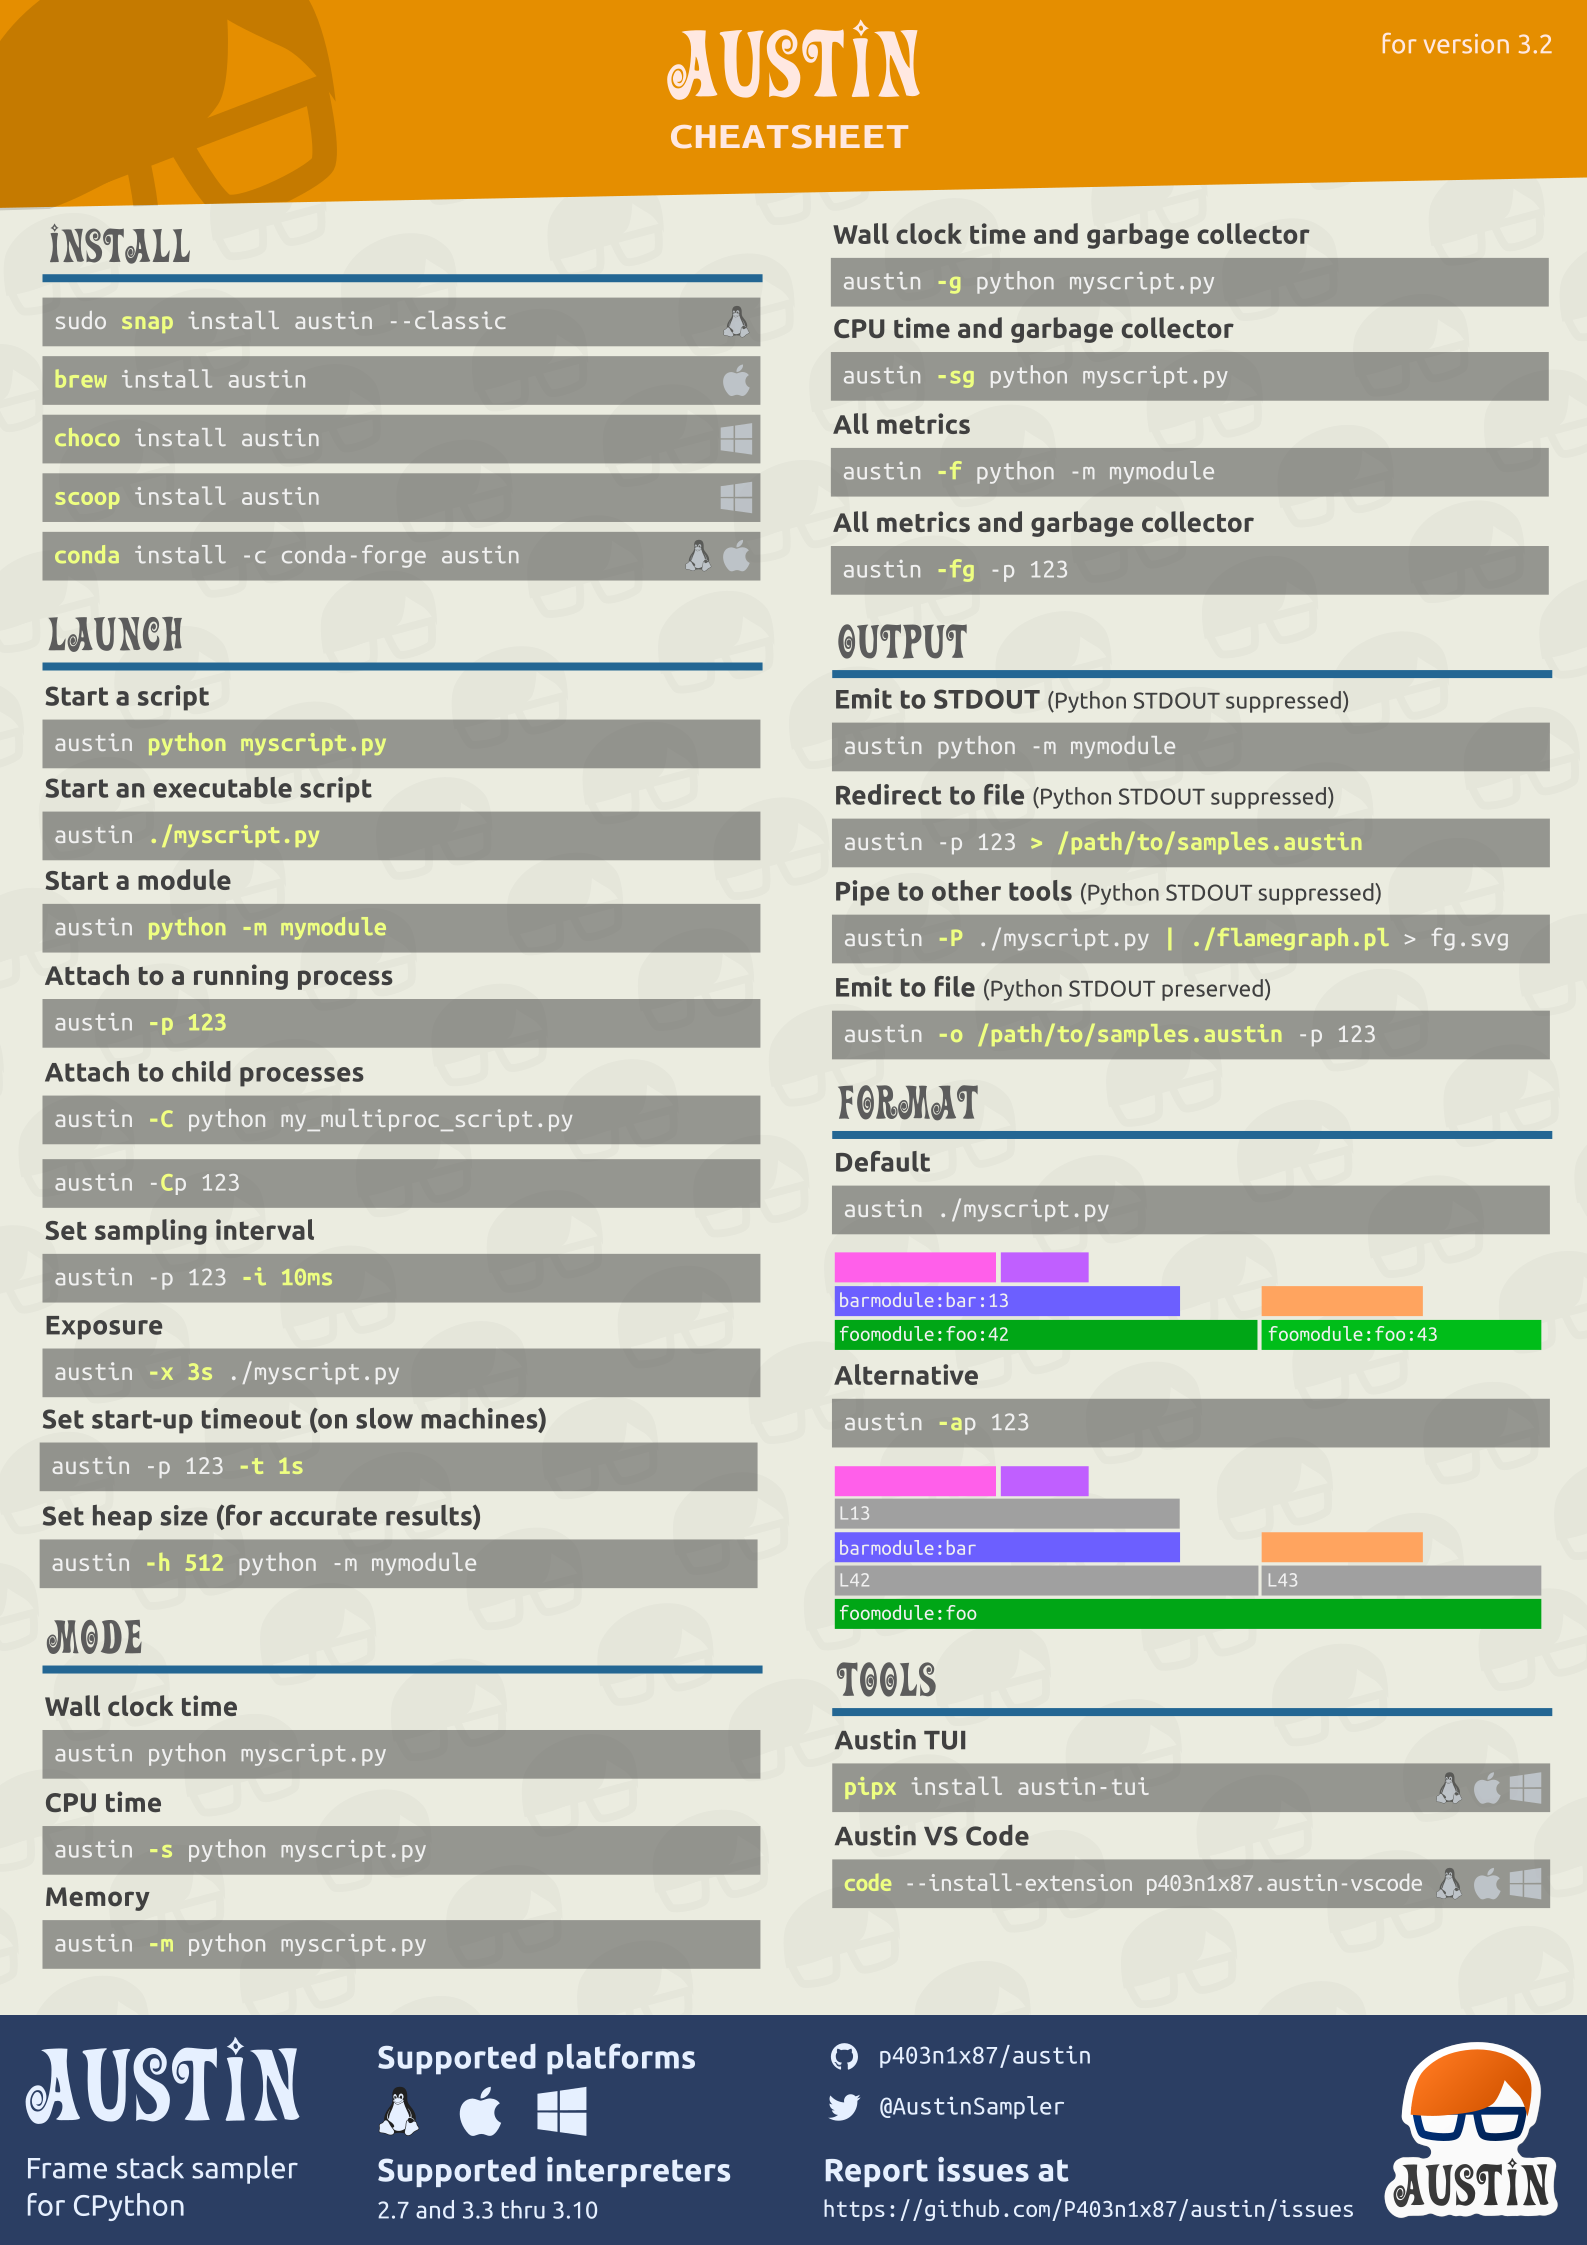 AUSTIN
CHEATSHEET
for version 3.2
INSTALL
sudo snap install austin --classic
brew install austin
choco install austin
scoop install austin
conda install -c conda-forge austin
LAUNCH
Start a script
austin python myscript.py
Start an executable script
austin ./myscript.py
Start a module
austin python -m mymodule
Attach to a running process
austin -p 123
Attach to child processes
austin -C python my_multiproc_script.py
austin -Cp 123
Set sampling interval
austin -p 123 -i 10ms
Exposure
austin -x 3s ./myscript.py
Set start-up timeout (on slow machines)
austin -p 123 -t 1s
Set heap size (for accurate results)
austin -h 512 python -m mymodule
MODE
Wall clock time
austin python myscript.py
CPU time
austin -s python myscript.py
Memory
austin -m python myscript.py
Wall clock time and garbage collector
austin -g python myscript.py
CPU time and garbage collector
austin -sg python myscript.py
All metrics
austin -f python -m mymodule
All metrics and garbage collector
austin -fg -p 123
OUTPUT
Emit to STDOUT (Python STDOUT suppressed)
austin python -m mymodule
Redirect to file (Python STDOUT suppressed)
austin -p 123 > /path/to/samples.austin
Pipe to other tools (Python STDOUT suppressed)
austin -P ./myscript.py | ./flamegraph.pl > fg.svg
Emit to file (Python STDOUT preserved)
austin -o /path/to/samples.austin -p 123
FORMAT
Default
austin ./myscript.py
barmodule:bar:13
foomodule:foo:42 foomodule:foo:43
Alternative
austin -ap 123
L13
barmodule:bar
L42 L43
foomodule:foo
TOOLS
Austin TUI
pipx install austin-tui
Austin VS Code
code --install-extension p403n1x87.austin-vscode
AUSTIN
Frame stack sampler
for CPython
Supported platforms
Supported interpreters
2.7 and 3.3 thru 3.10
p403n1x87/austin
@AustinSampler
Report issues at
https://github.com/P403n1x87/austin/issues
AUSTIN